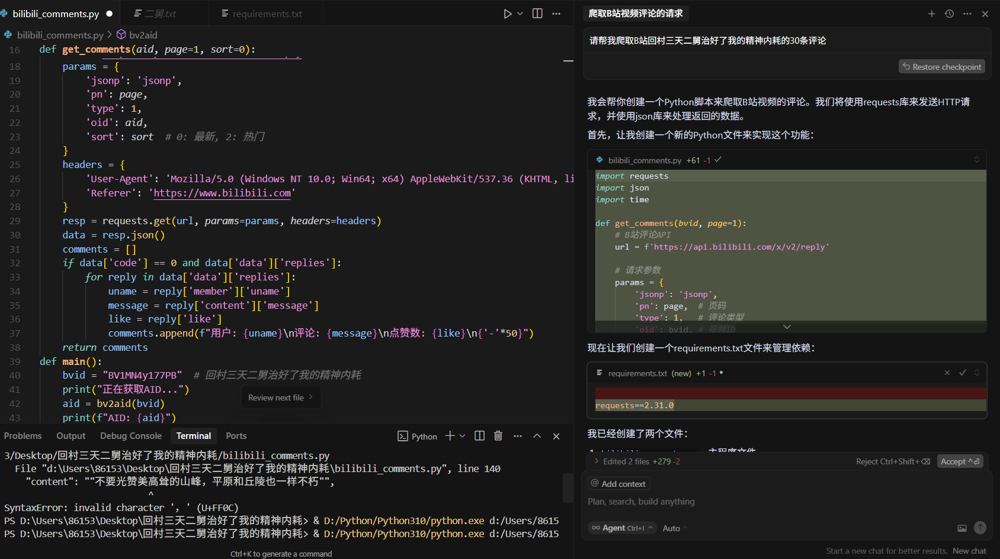 bilibili_comments.py
二舅.txt
requirements.txt
bilibili_comments.py > bv2aid
16 def get_comments(aid, page=1, sort=0):
18 params = {
19 'jsonp': 'jsonp',
20 'pn': page,
21 'type': 1,
22 'oid': aid,
23 'sort': sort # 0: 最新, 2: 热门
24 }
25 headers = {
26 'User-Agent': 'Mozilla/5.0 (Windows NT 10.0; Win64; x64) AppleWebKit/537.36 (KHTML, li
27 'Referer': 'https://www.bilibili.com'
28 }
29 resp = requests.get(url, params=params, headers=headers)
30 data = resp.json()
31 comments = []
32 if data['code'] == 0 and data['data']['replies']:
33 for reply in data['data']['replies']:
34 uname = reply['member']['uname']
35 message = reply['content']['message']
36 like = reply['like']
37 comments.append(f"用户: {uname}\n评论: {message}\n点赞数: {like}\n{'-'*50}")
38 return comments
39 def main():
40 bvid = "BV1MN4y177PB" # 回村三天二舅治好了我的精神内耗
41 print("正在获取AID...")
42 aid = bv2aid(bvid)
43 print(f"AID: {aid}")
Review next file >
Problems Output Debug Console Terminal Ports
Python
3/Desktop/回村三天二舅治好了我的精神内耗/bilibili_comments.py
File "d:\Users\86153\Desktop\回村三天二舅治好了我的精神内耗\bilibili_comments.py", line 140
"content": ""不要光赞美高耸的山峰，平原和丘陵也一样不朽"",
^
SyntaxError: invalid character '，' (U+FF0C)
PS D:\Users\86153\Desktop\回村三天二舅治好了我的精神内耗> & D:/Python/Python310/python.exe d:/Users/8615
PS D:\Users\86153\Desktop\回村三天二舅治好了我的精神内耗> & D:/Python/Python310/python.exe d:/Users/8615
Ctrl+K to generate a command
爬取B站视频评论的请求
请帮我爬取B站回村三天二舅治好了我的精神内耗的30条评论
Restore checkpoint
我会帮你创建一个Python脚本来爬取B站视频的评论。我们将使用requests库来发送HTTP请
求，并使用json库来处理返回的数据。
首先，让我创建一个新的Python文件来实现这个功能：
bilibili_comments.py +61 -1
import requests
import json
import time
def get_comments(bvid, page=1):
# B站评论API
url = f'https://api.bilibili.com/x/v2/reply'
# 请求参数
params = {
'jsonp': 'jsonp',
'pn': page, # 页码
'type': 1, # 评论类型
'oid': bvid, # 视频ID
现在让我们创建一个requirements.txt文件来管理依赖：
requirements.txt (new) +1 -1
requests==2.31.0
我已经创建了两个文件：
Edited 2 files +279 -2
Reject Ctrl+Shift+⌫ Accept ^⏎
@ Add context
Plan, search, build anything
Agent Ctrl+I
Auto
Start a new chat for better results. New chat